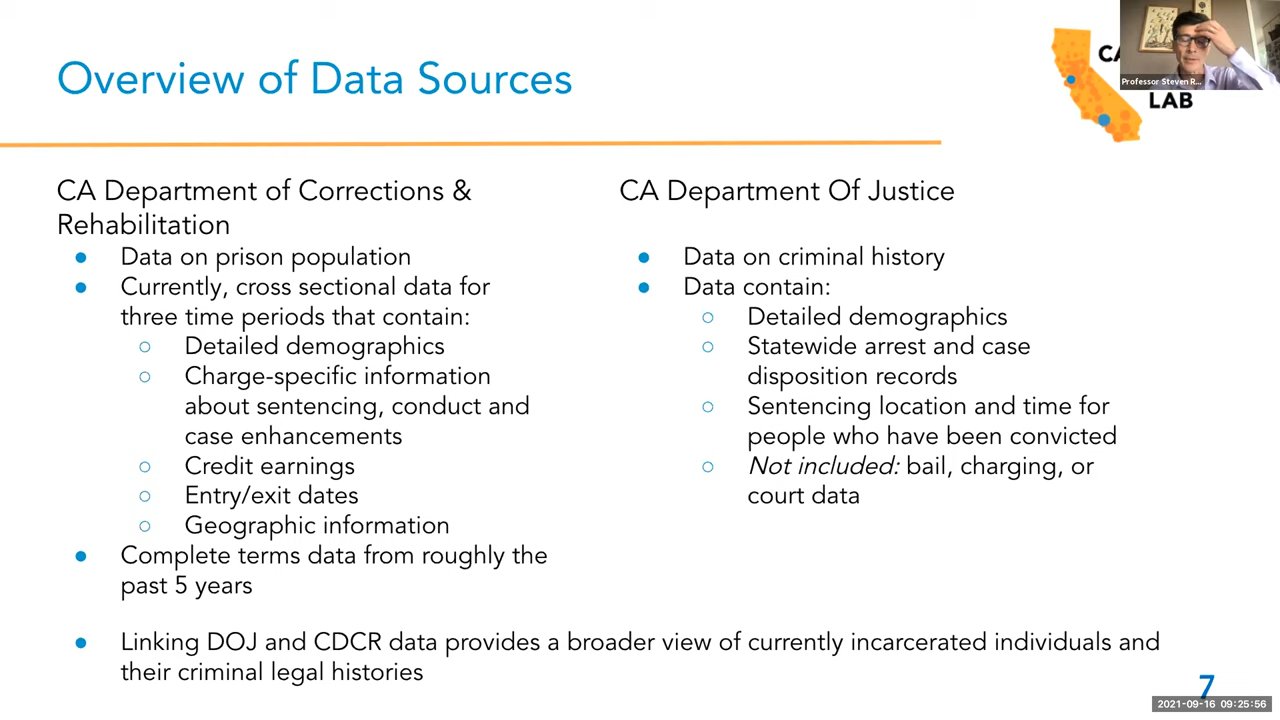 Overview of Data Sources
CA
LAB
Professor Steven R...
CA Department of Corrections &
Rehabilitation
● Data on prison population
● Currently, cross sectional data for
three time periods that contain:
○ Detailed demographics
○ Charge-specific information
about sentencing, conduct and
case enhancements
○ Credit earnings
○ Entry/exit dates
○ Geographic information
● Complete terms data from roughly the
past 5 years
CA Department Of Justice
● Data on criminal history
● Data contain:
○ Detailed demographics
○ Statewide arrest and case
disposition records
○ Sentencing location and time for
people who have been convicted
○ Not included: bail, charging, or
court data
● Linking DOJ and CDCR data provides a broader view of currently incarcerated individuals and
their criminal legal histories
7
2021-09-16 09:25:56